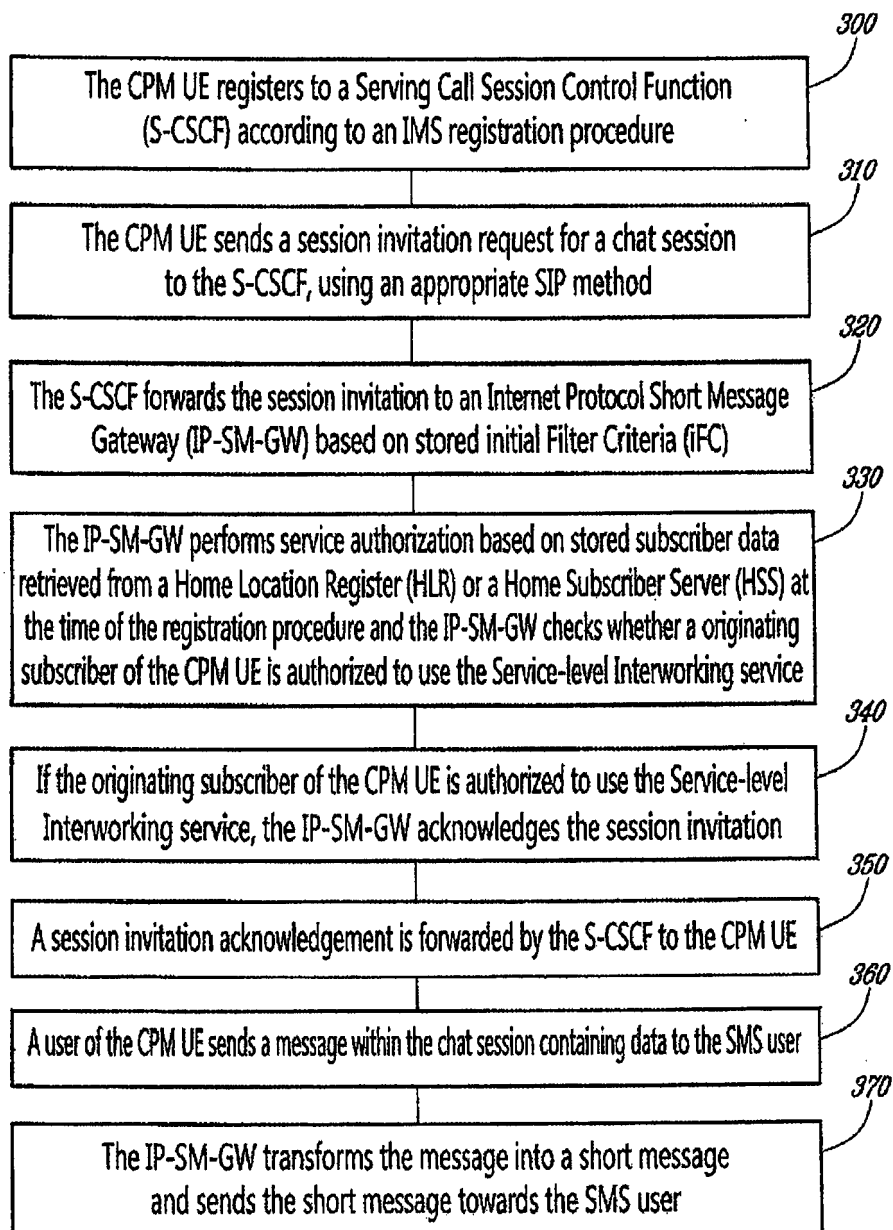 300
The CPM UE registers to a Serving Call Session Control Function
(S-CSCF) according to an IMS registration procedure
310
The CPM UE sends a session invitation request for a chat session
to the S-CSCF, using an appropriate SIP method
320
The S-CSCF forwards the session invitation to an Internet Protocol Short Message
Gateway (IP-SM-GW) based on stored initial Filter Criteria (iFC)
330
The IP-SM-GW performs service authorization based on stored subscriber data
retrieved from a Home Location Register (HLR) or a Home Subscriber Server (HSS) at
the time of the registration procedure and the IP-SM-GW checks whether a originating
subscriber of the CPM UE is authorized to use the Service-level Interworking service
340
If the originating subscriber of the CPM UE is authorized to use the Service-level
Interworking service, the IP-SM-GW acknowledges the session invitation
350
A session invitation acknowledgement is forwarded by the S-CSCF to the CPM UE
360
A user of the CPM UE sends a message within the chat session containing data to the SMS user
370
The IP-SM-GW transforms the message into a short message
and sends the short message towards the SMS user